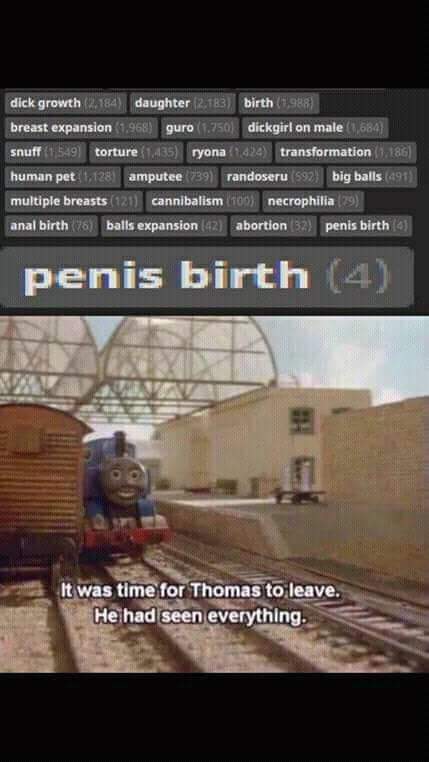 dick growth (2,184) daughter (2,183) birth (1,988)
breast expansion (1,968) guro (1,750) dickgirl on male (1,684)
snuff (1,549) torture (1,435) ryona (1,424) transformation (1,186)
human pet (1,128) amputee (739) randoseru (592) big balls (491)
multiple breasts (121) cannibalism (100) necrophilia (79)
anal birth (76) balls expansion (42) abortion (32) penis birth (4)
penis birth (4)
It was time for Thomas to leave.
He had seen everything.